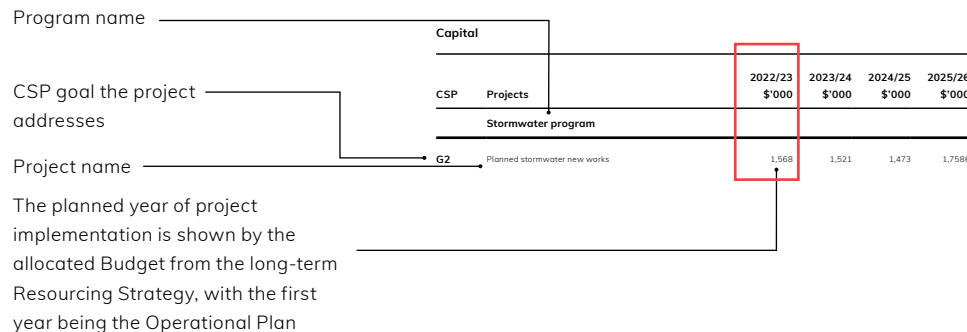 Program name
Capital
2022/23 2023/24 2024/25 2025/26
CSP goal the project
addresses
CSP Projects $'000 $'000 $'000 $'000
Stormwater program
Project name
G2 Planned stormwater new works 1,568 1,521 1,473 1,7586
The planned year of project
implementation is shown by the
allocated Budget from the long-term
Resourcing Strategy, with the first
year being the Operational Plan